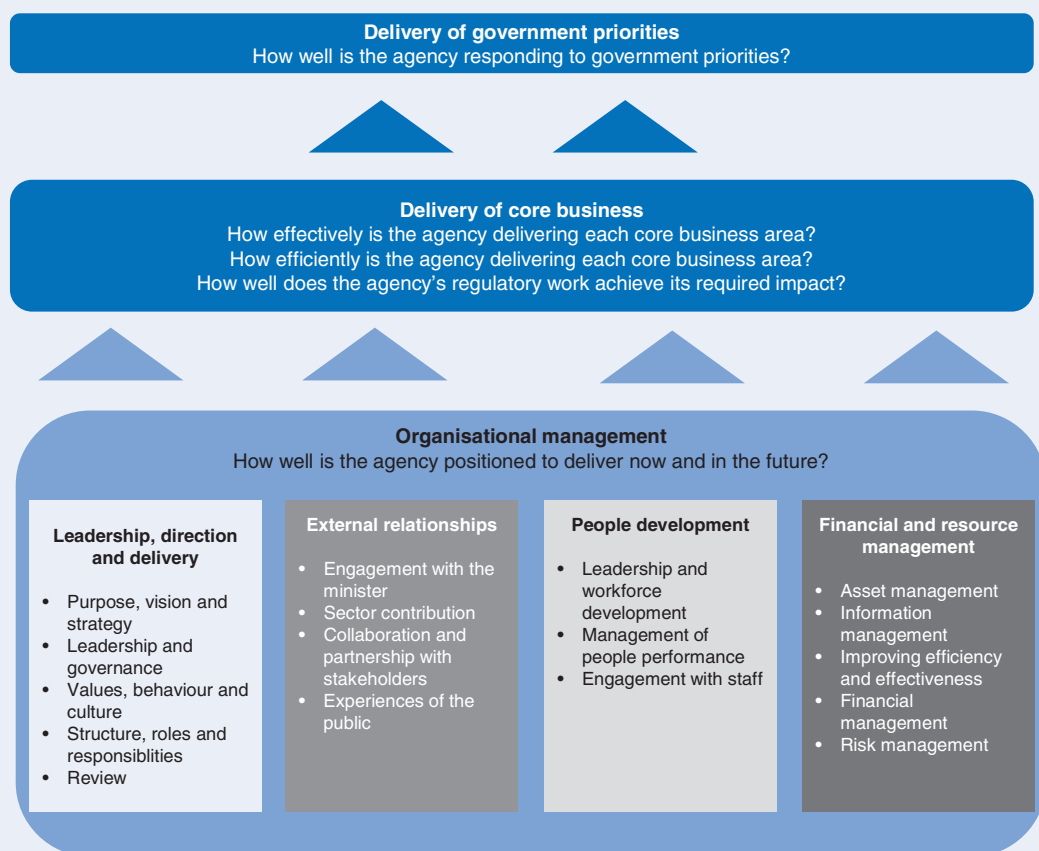 Delivery of government priorities
How well is the agency responding to government priorities?
Delivery of core business
How effectively is the agency delivering each core business area?
How efficiently is the agency delivering each core business area?
How well does the agency’s regulatory work achieve its required impact?
Organisational management
How well is the agency positioned to deliver now and in the future?
Leadership, direction
and delivery
• Purpose, vision and
strategy
• Leadership and
governance
• Values, behaviour and
culture
• Structure, roles and
responsiblities
• Review
External relationships
• Engagement with the
minister
• Sector contribution
• Collaboration and
partnership with
stakeholders
• Experiences of the
public
People development
• Leadership and
workforce
development
• Management of
people performance
• Engagement with staff
Financial and resource
management
• Asset management
• Information
management
• Improving efficiency
and effectiveness
• Financial
management
• Risk management